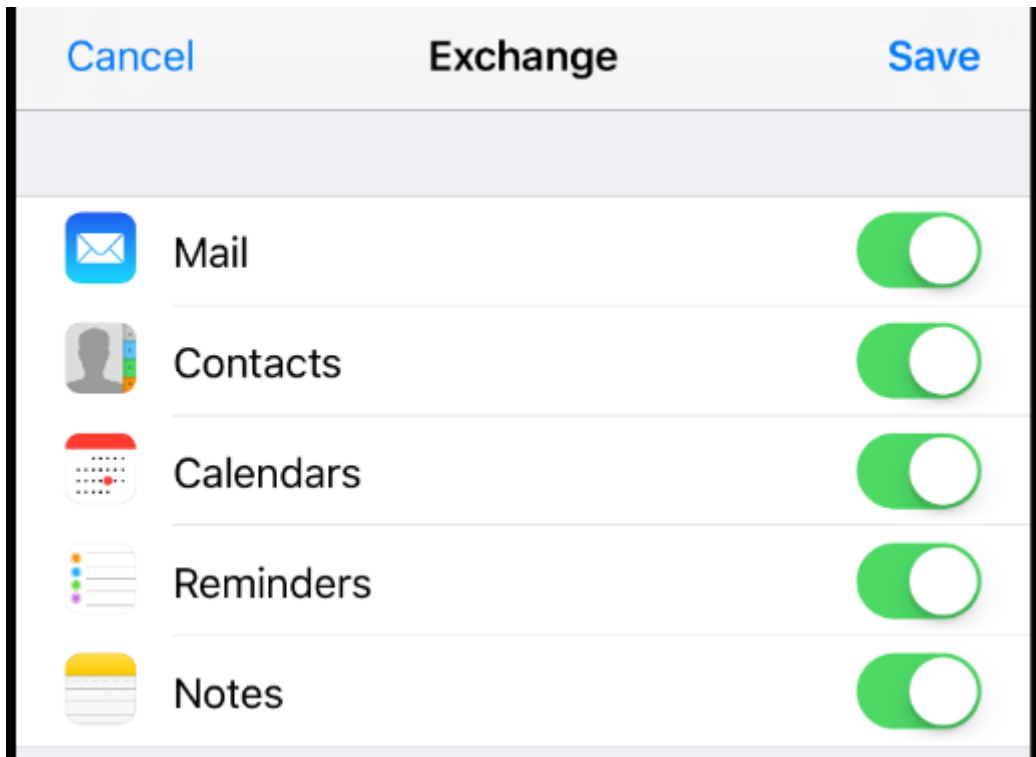 Cancel Exchange Save
Mail
Contacts
Calendars
Reminders
Notes